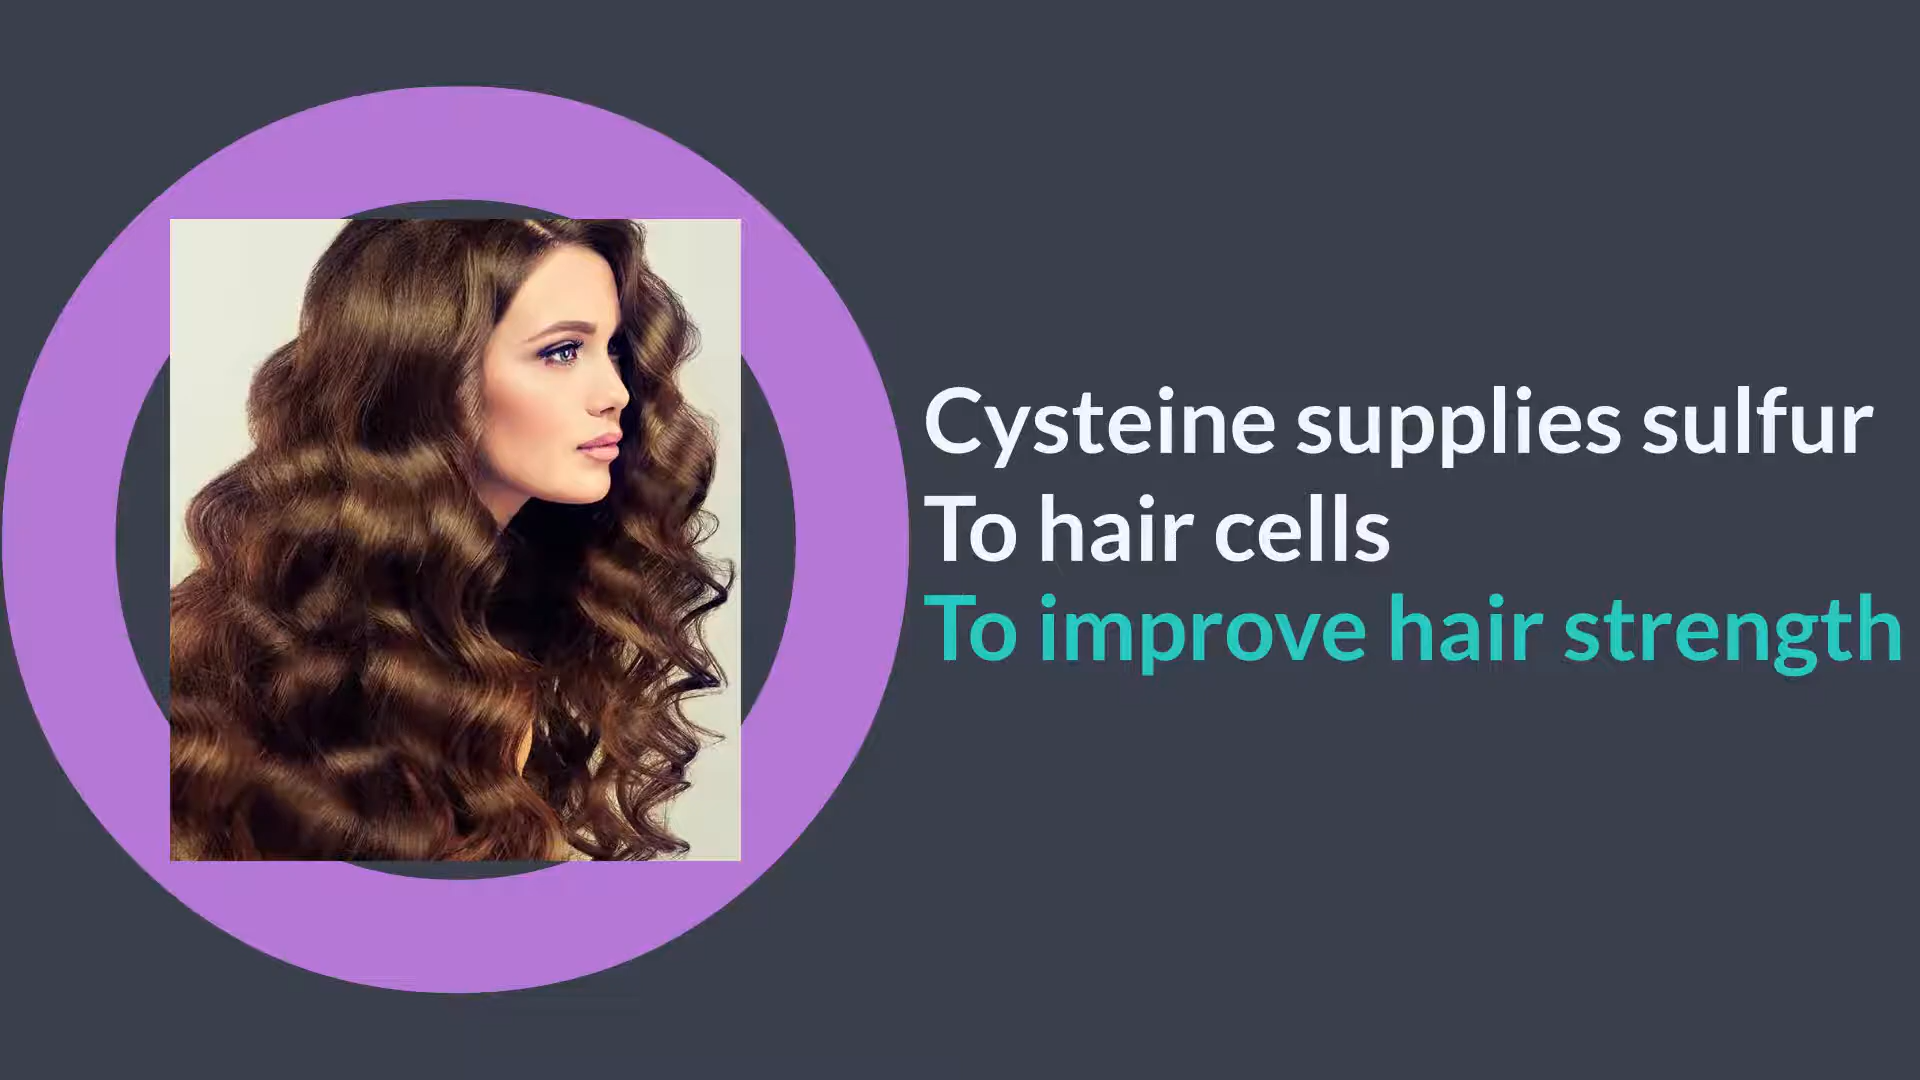 Cysteine supplies sulfur
To hair cells
To improve hair strength